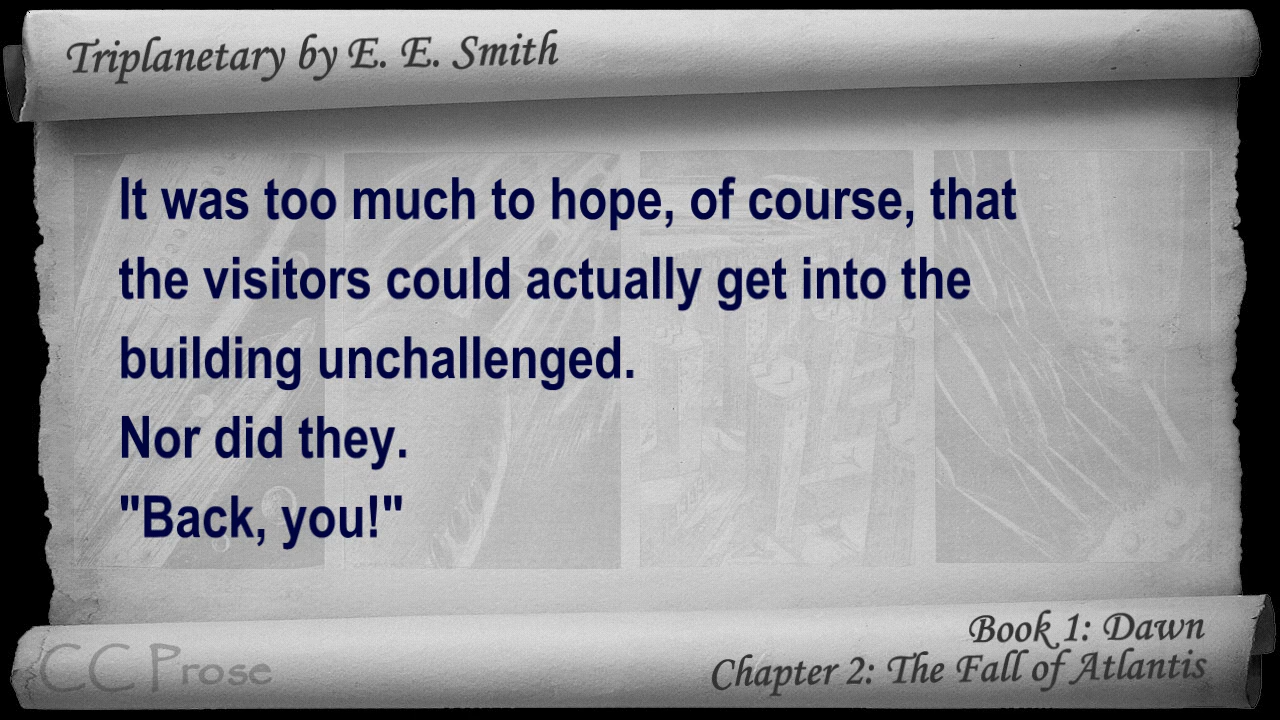 Triplanetary by E. E. Smith
It was too much to hope, of course, that
the visitors could actually get into the
building unchallenged.
Nor did they.
"Back, you!"
Book 1: Dawn
CC Prose
Chapter 2: The Fall of Atlantis